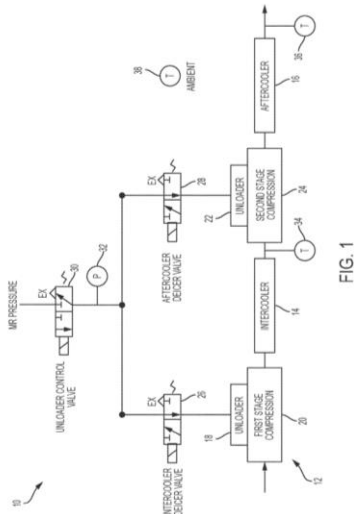 10
MR PRESSURE
EX
30
UNLOADER CONTROL
VALVE
P
32
T
38
AMBIENT
INTERCOOLER
DEICER VALVE
EX
26
AFTERCOOLER
DEICER VALVE
EX
28
18
UNLOADER
FIRST STAGE
COMPRESSION
20
12
INTERCOOLER
14
T
34
22
UNLOADER
SECOND STAGE
COMPRESSION
24
AFTERCOOLER
16
T
36
FIG. 1